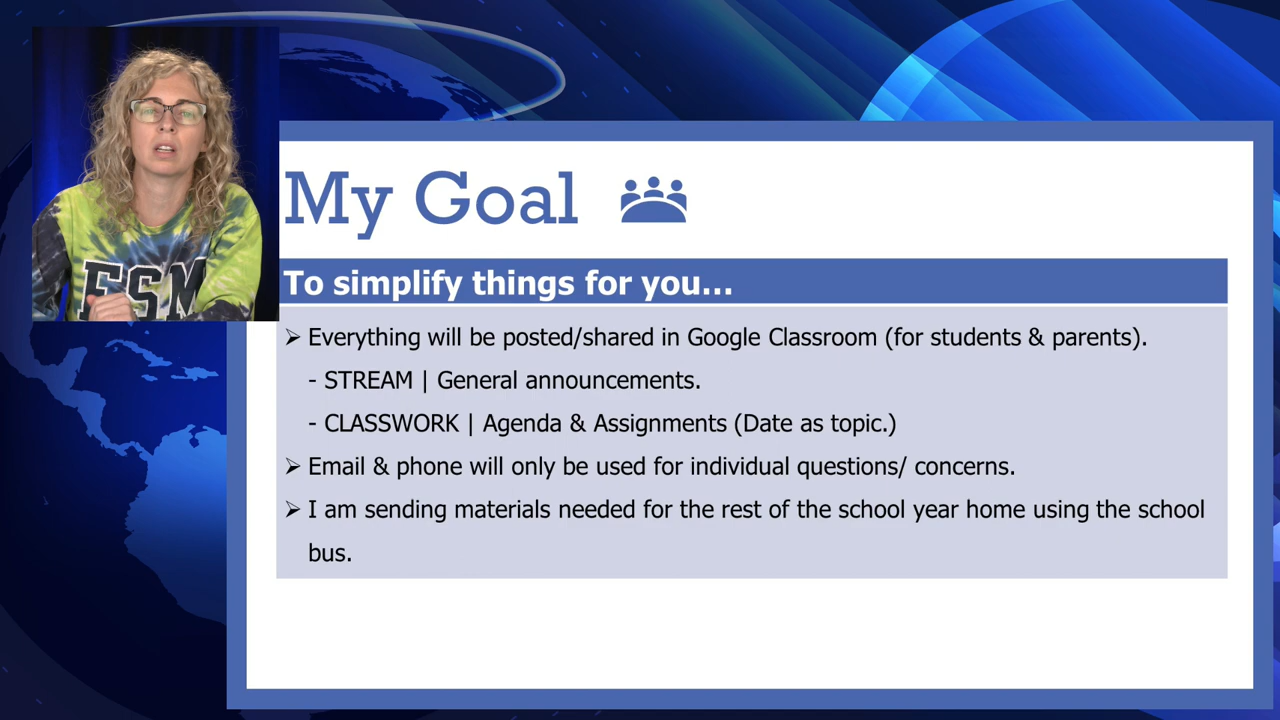 My Goal
To simplify things for you...
➢ Everything will be posted/shared in Google Classroom (for students & parents).
- STREAM | General announcements.
- CLASSWORK | Agenda & Assignments (Date as topic.)
➢ Email & phone will only be used for individual questions/ concerns.
➢ I am sending materials needed for the rest of the school year home using the school
bus.
ESM